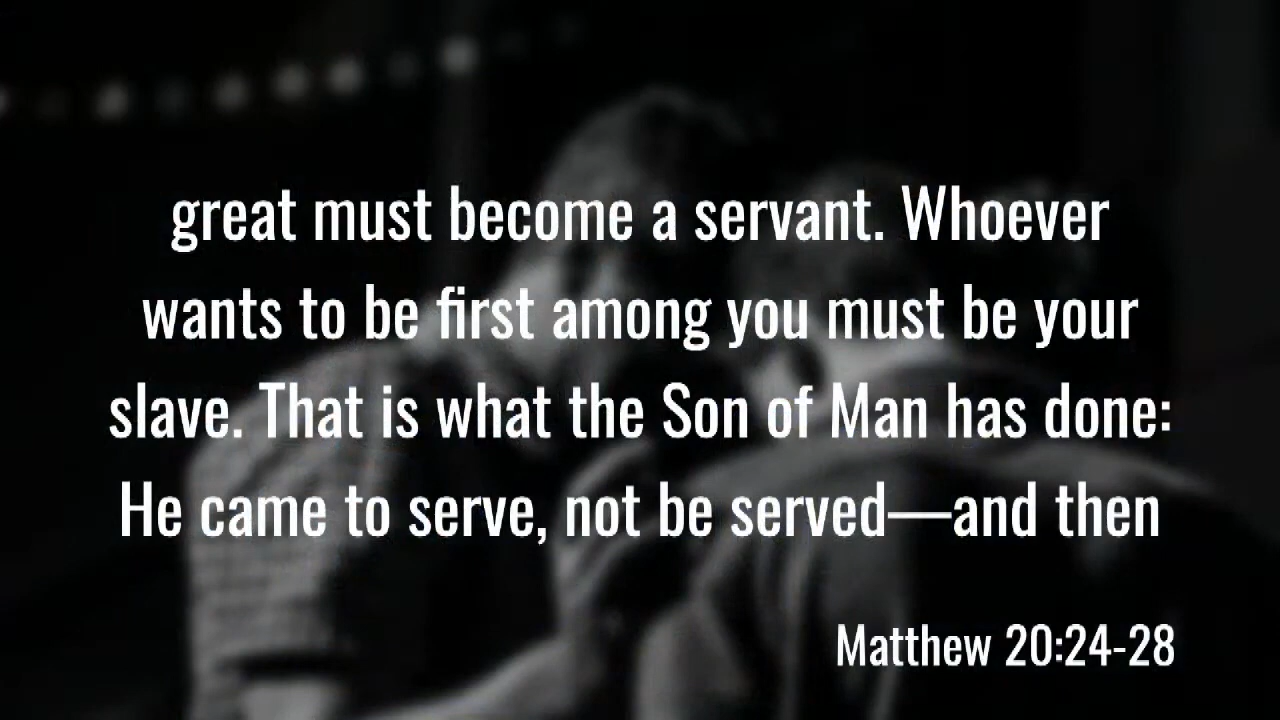 great must become a servant. Whoever
wants to be first among you must be your
slave. That is what the Son of Man has done:
He came to serve, not be served—and then
Matthew 20:24-28